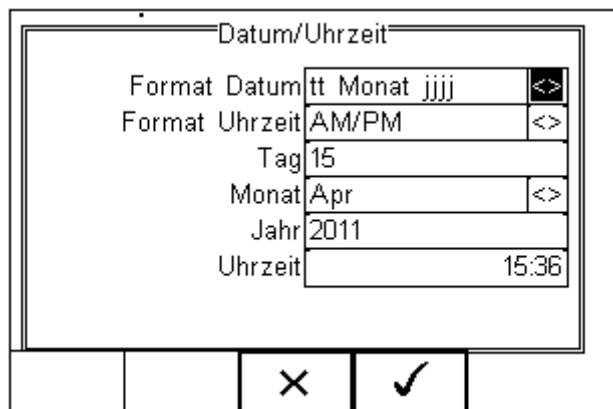 Datum/Uhrzeit
Format Datum tt Monat jjjj <>
Format Uhrzeit AM/PM <>
Tag 15
Monat Apr <>
Jahr 2011
Uhrzeit 15:36